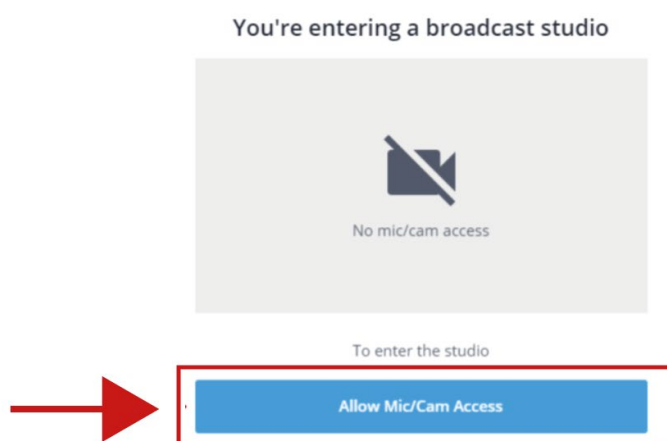 You're entering a broadcast studio
No mic/cam access
To enter the studio
Allow Mic/Cam Access